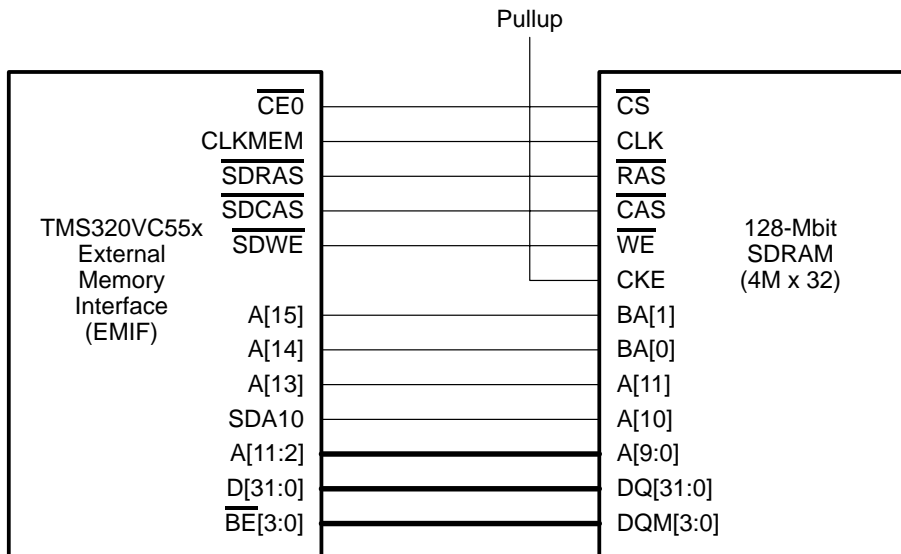 Pullup
TMS320VC55x
External
Memory
Interface
(EMIF)
CE0
CLKMEM
SDRAS
SDCAS
SDWE
A[15]
A[14]
A[13]
SDA10
A[11:2]
D[31:0]
BE[3:0]
CS
CLK
RAS
CAS
WE
CKE
BA[1]
BA[0]
A[11]
A[10]
A[9:0]
DQ[31:0]
DQM[3:0]
128-Mbit
SDRAM
(4M x 32)